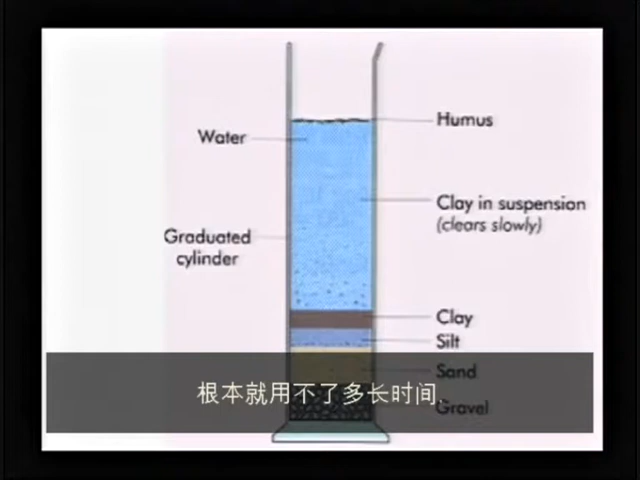 Humus
Water
Clay in suspension
(clears slowly)
Graduated
cylinder
Clay
Silt
Sand
根本就用不了多长时间
Gravel